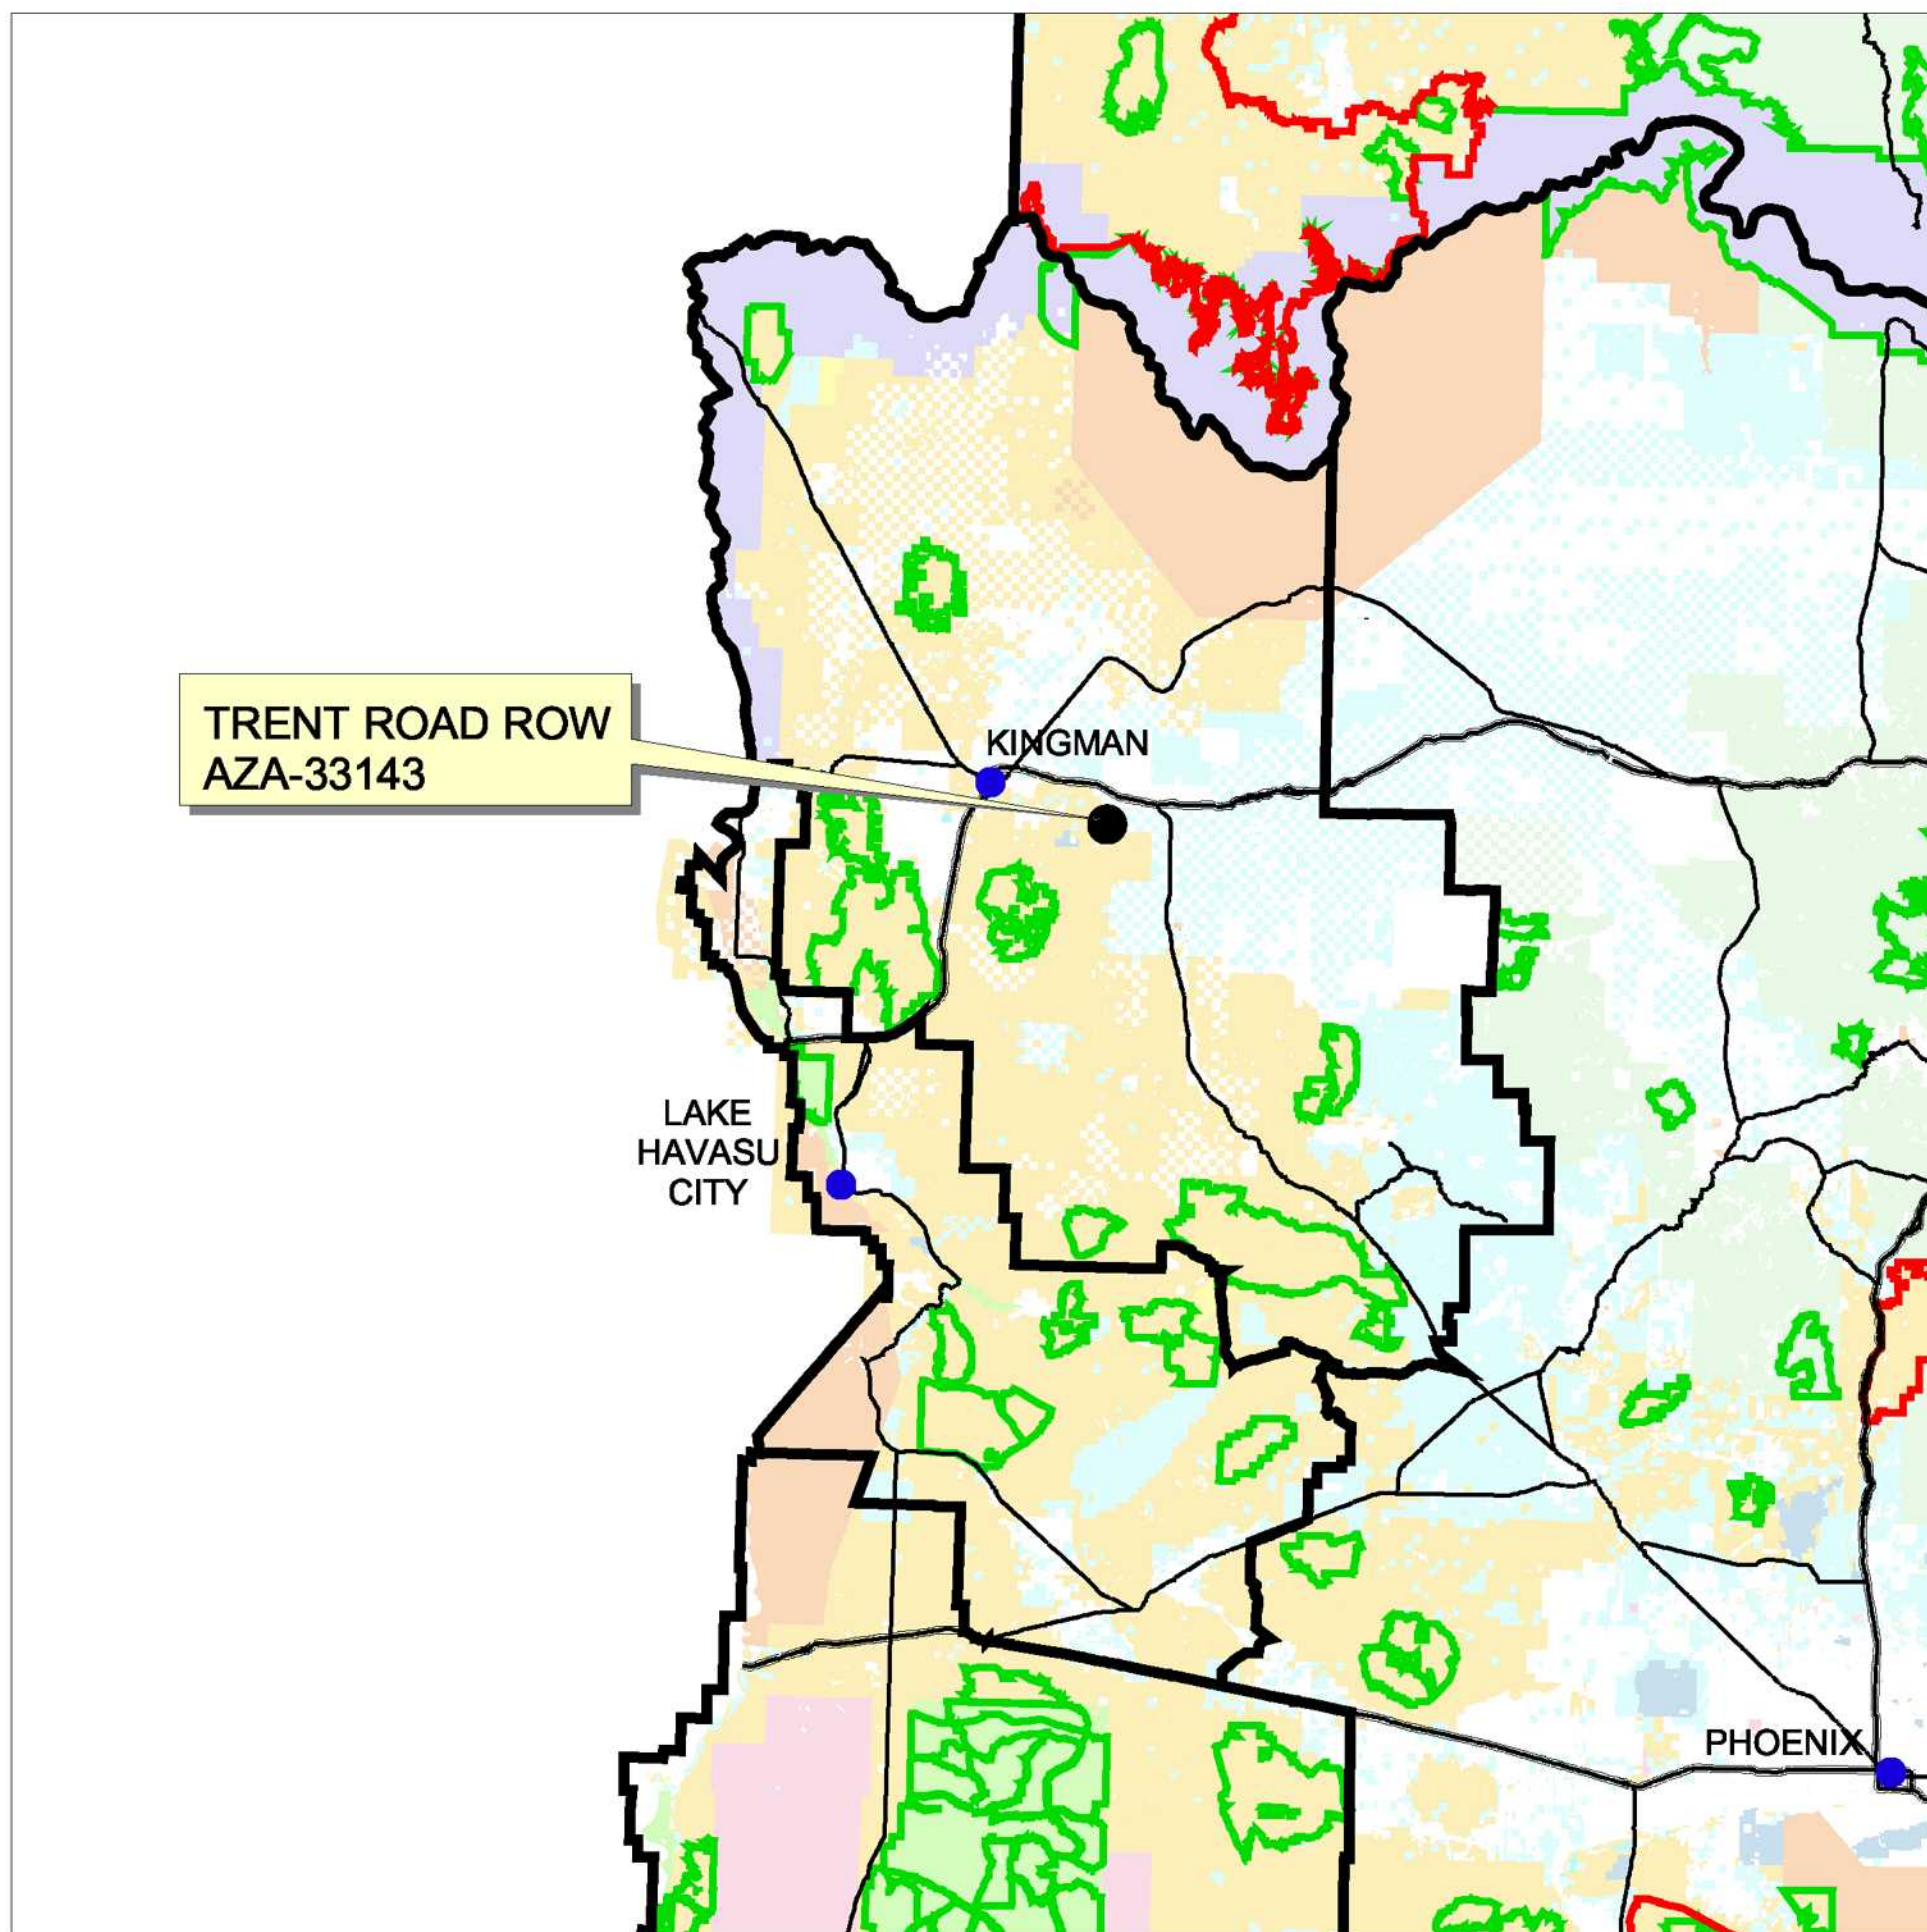 TRENT ROAD ROW
AZA-33143
KINGMAN
LAKE
HAVASU
CITY
PHOENIX